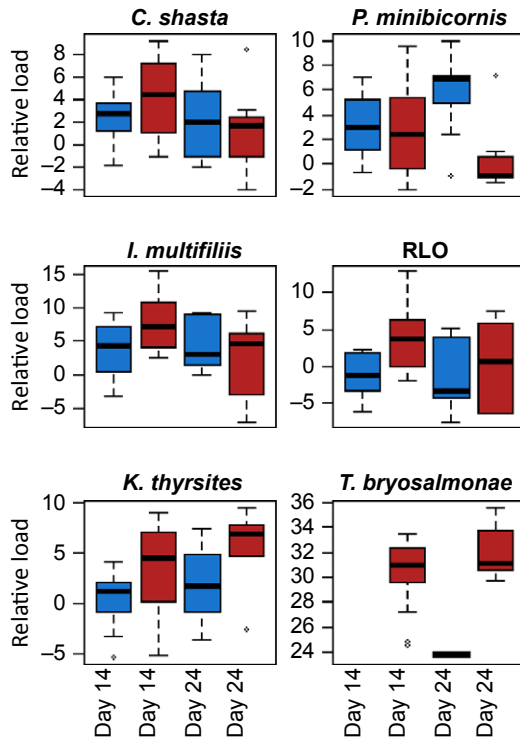 C. shasta
P. minibicornis
Relative load
8
6
4
2
0
−2
−4
10
8
6
4
2
0
−2
I. multifiliis
RLO
Relative load
15
10
5
0
−5
10
5
0
−5
K. thyrsites
T. bryosalmonae
Relative load
10
5
0
−5
36
34
32
30
28
26
24
Day 14
Day 14
Day 24
Day 24
Day 14
Day 14
Day 24
Day 24